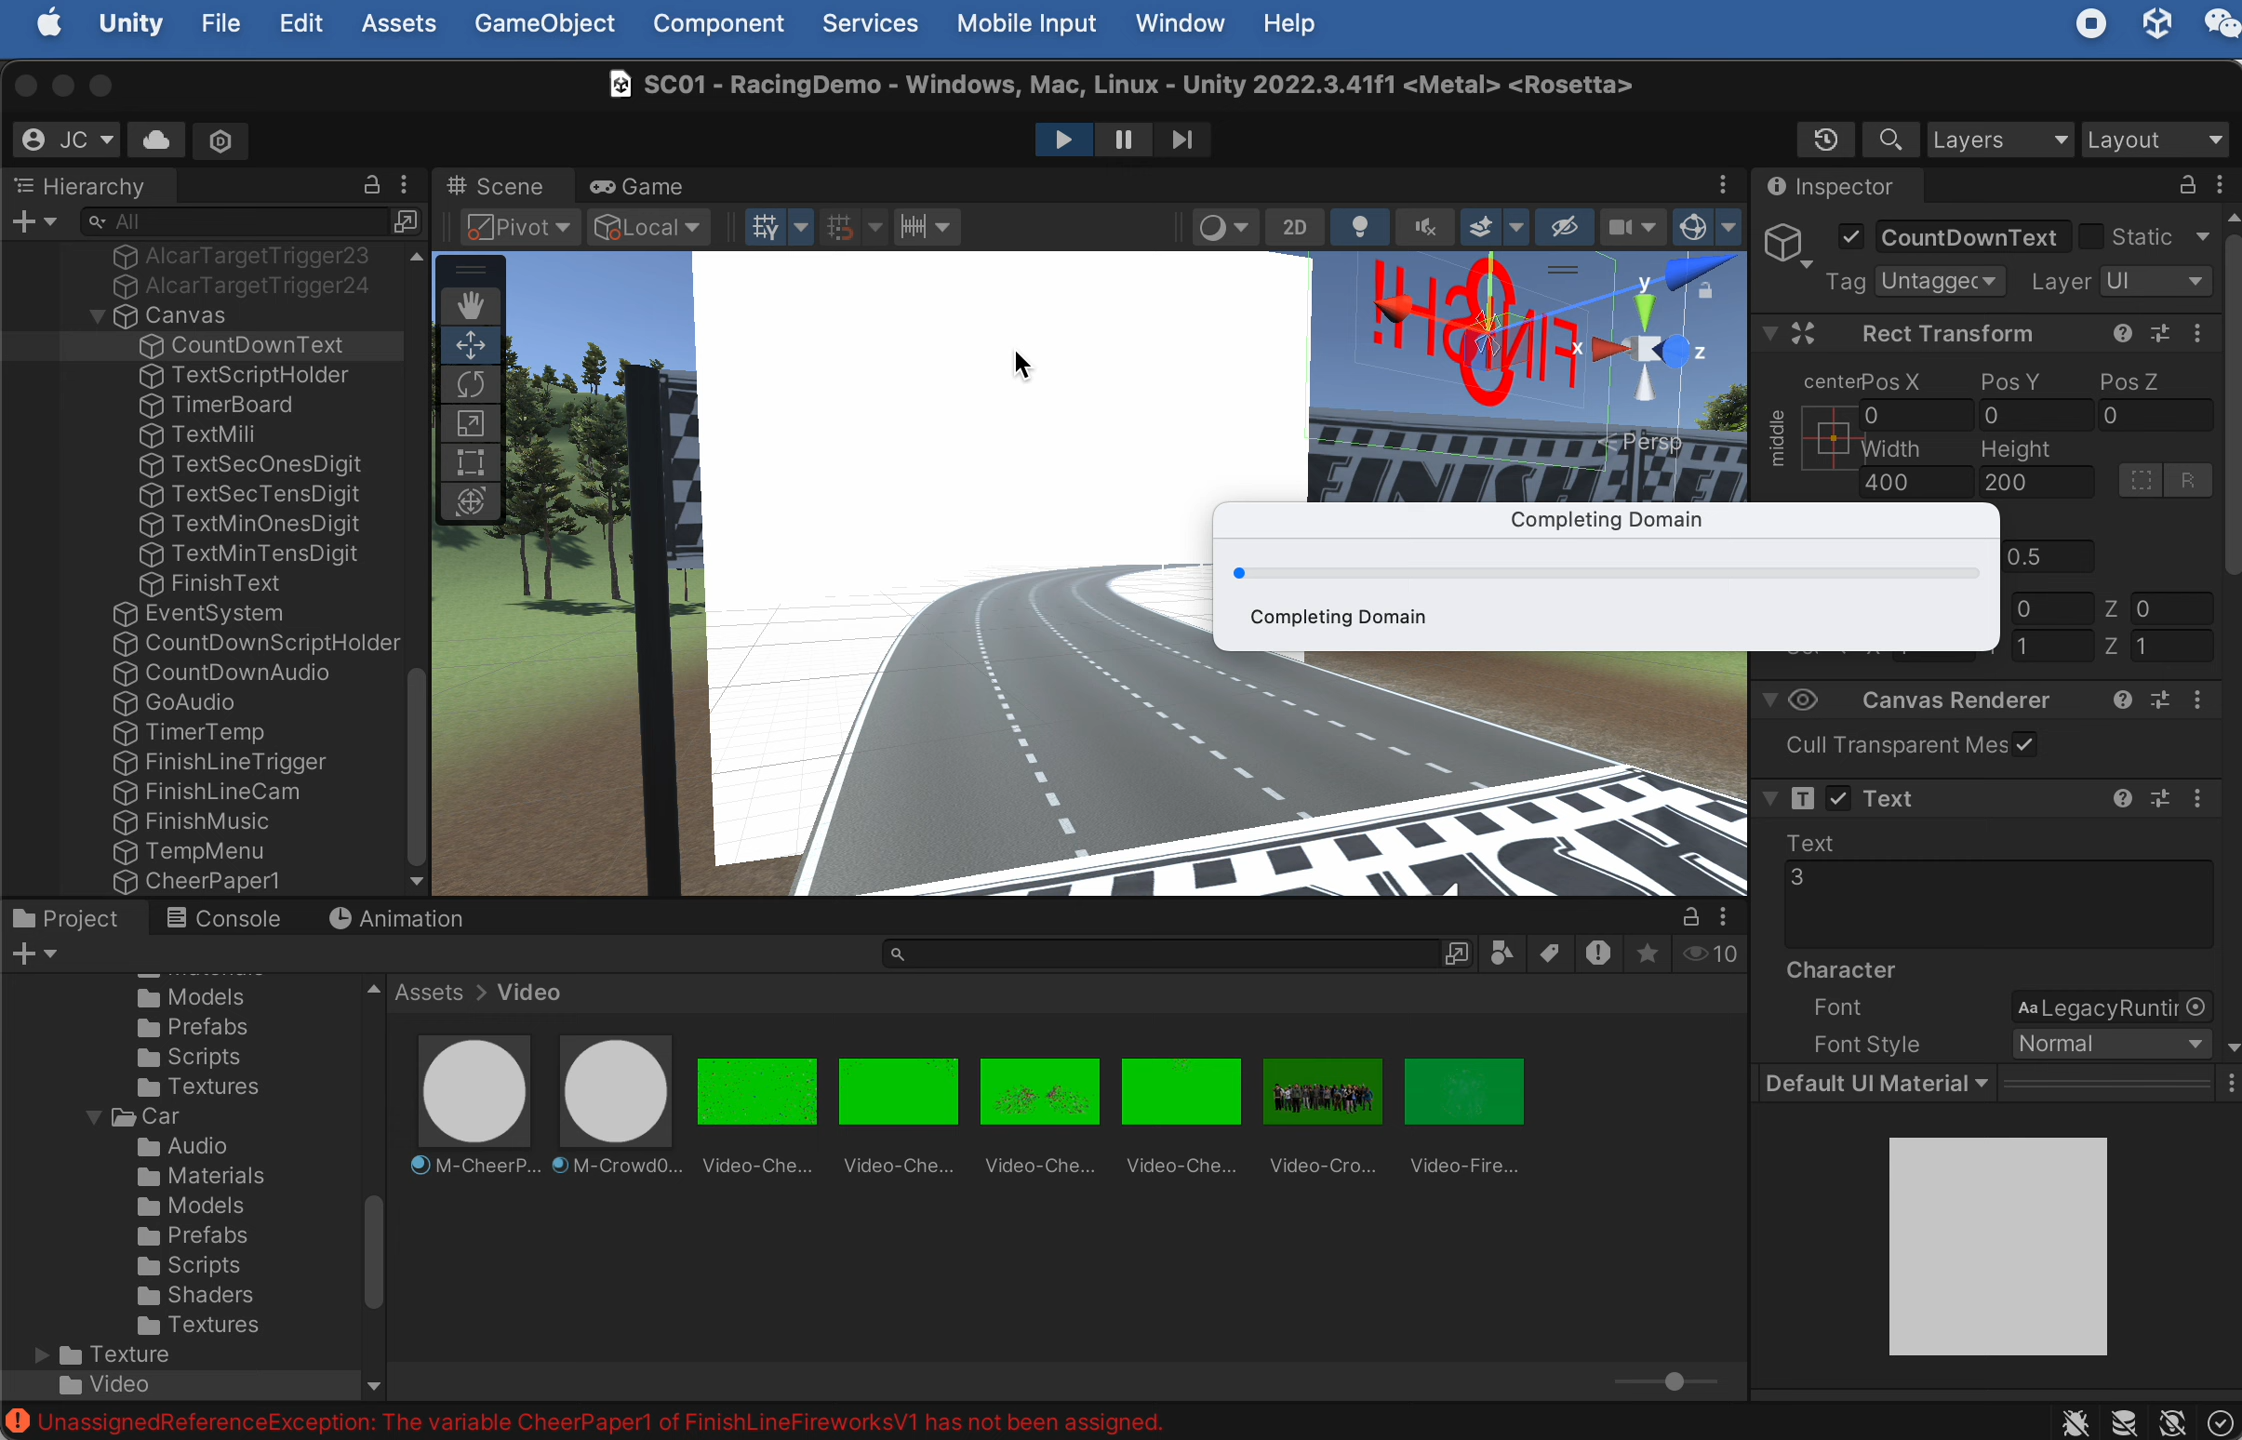 Unity File Edit Assets GameObject Component Services Mobile Input Window Help
SC01 - RacingDemo - Windows, Mac, Linux - Unity 2022.3.41f1 <Metal> <Rosetta>
JC
Layers Layout
Hierarchy
All
AIcarTargetTrigger23
AIcarTargetTrigger24
Canvas
CountDownText
TextScriptHolder
TimerBoard
TextMili
TextSecOnesDigit
TextSecTensDigit
TextMinOnesDigit
TextMinTensDigit
FinishText
EventSystem
CountDownScriptHolder
CountDownAudio
GoAudio
TimerTemp
FinishLineTrigger
FinishLineCam
FinishMusic
TempMenu
CheerPaper1
Scene Game
Pivot Local 2D
FINISH!!
y
x
z
Persp
FINISH
Completing Domain
Completing Domain
Inspector
CountDownText Static
Tag Untagged Layer UI
Rect Transform
center Pos X Pos Y Pos Z
middle
0 0 0
Width Height
400 200 R
0.5
0 Z 0
1 Z 1
Canvas Renderer
Cull Transparent Mes
Text
Text
3
Character
Font Aa LegacyRuntir
Font Style Normal
Default UI Material
Project Console Animation
10
Models
Prefabs
Scripts
Textures
Car
Audio
Materials
Models
Prefabs
Scripts
Shaders
Textures
Texture
Video
Assets > Video
M-CheerP... M-Crowd0... Video-Che... Video-Che... Video-Che... Video-Che... Video-Cro... Video-Fire...
UnassignedReferenceException: The variable CheerPaper1 of FinishLineFireworksV1 has not been assigned.